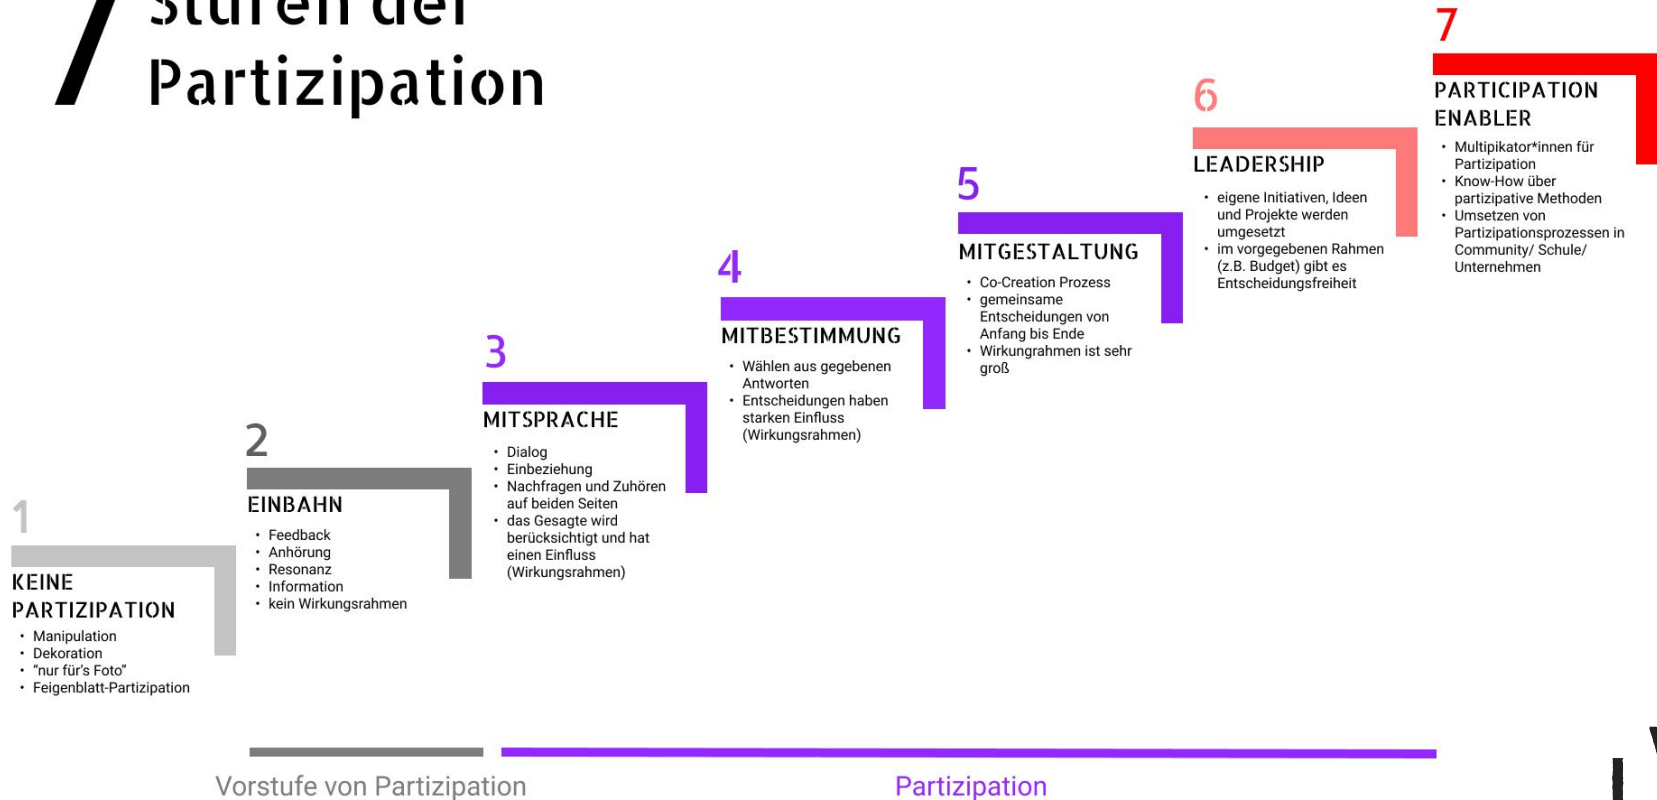 7 Stufen der
Partizipation
1
KEINE
PARTIZIPATION
• Manipulation
• Dekoration
• “nur für’s Foto”
• Feigenblatt-Partizipation
2
EINBAHN
• Feedback
• Anhörung
• Resonanz
• Information
• kein Wirkungsrahmen
3
MITSPRACHE
• Dialog
• Einbeziehung
• Nachfragen und Zuhören
auf beiden Seiten
• das Gesagte wird
berücksichtigt und hat
einen Einfluss
(Wirkungsrahmen)
4
MITBESTIMMUNG
• Wählen aus gegebenen
Antworten
• Entscheidungen haben
starken Einfluss
(Wirkungsrahmen)
5
MITGESTALTUNG
• Co-Creation Prozess
• gemeinsame
Entscheidungen von
Anfang bis Ende
• Wirkungrahmen ist sehr
groß
6
LEADERSHIP
• eigene Initiativen, Ideen
und Projekte werden
umgesetzt
• im vorgegebenen Rahmen
(z.B. Budget) gibt es
Entscheidungsfreiheit
7
PARTICIPATION
ENABLER
• Multipikator*innen für
Partizipation
• Know-How über
partizipative Methoden
• Umsetzen von
Partizipationsprozessen in
Community/ Schule/
Unternehmen
Vorstufe von Partizipation
Partizipation